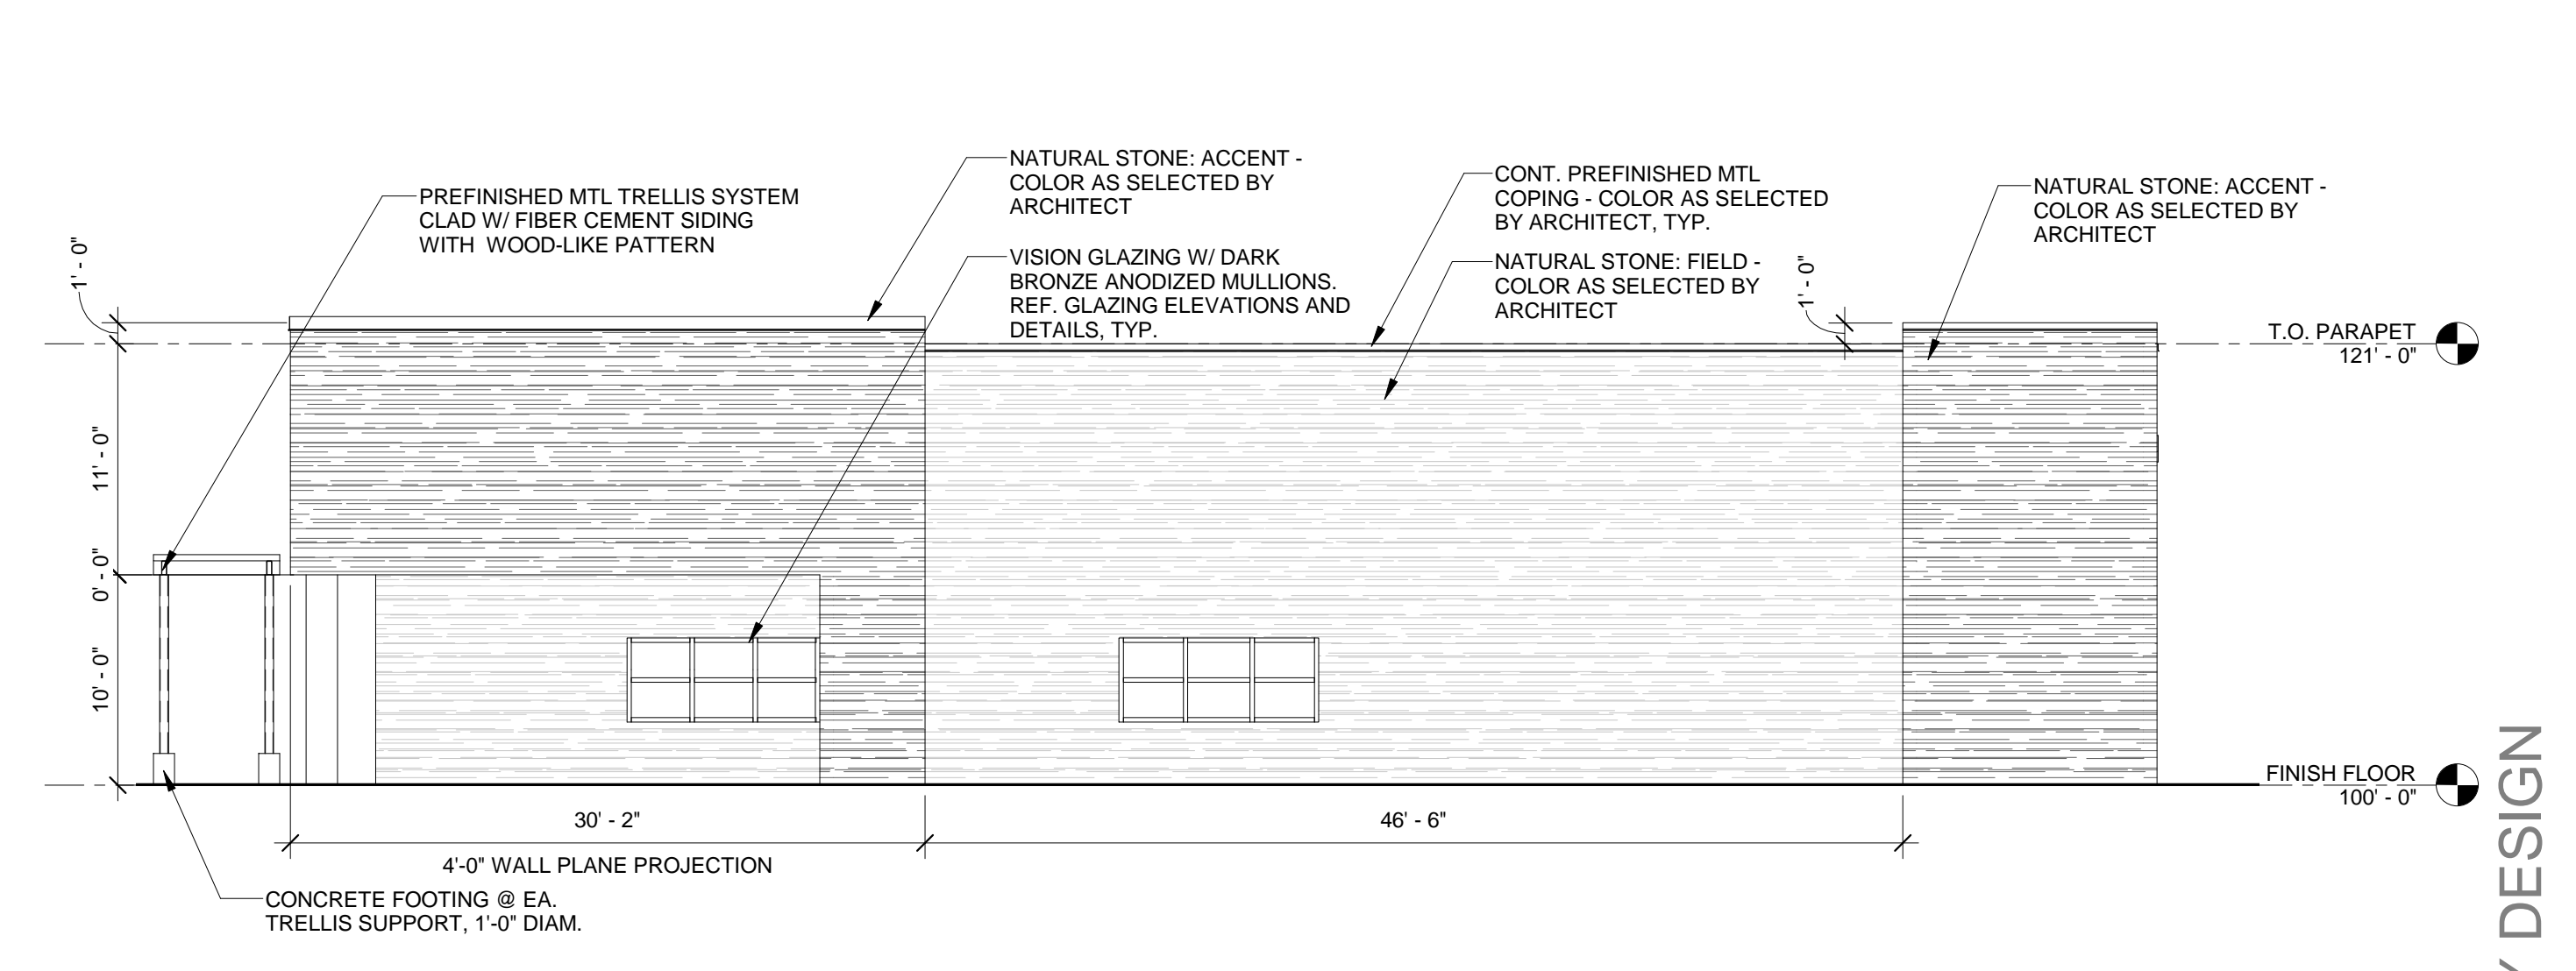 NATURAL STONE: ACCENT -
COLOR AS SELECTED BY
ARCHITECT
PREFINISHED MTL TRELLIS SYSTEM
CLAD W/ FIBER CEMENT SIDING
WITH  WOOD-LIKE PATTERN
VISION GLAZING W/ DARK
BRONZE ANODIZED MULLIONS.
REF. GLAZING ELEVATIONS AND
DETAILS, TYP.
CONT. PREFINISHED MTL
COPING - COLOR AS SELECTED
BY ARCHITECT, TYP.
NATURAL STONE: FIELD -
COLOR AS SELECTED BY
ARCHITECT
NATURAL STONE: ACCENT -
COLOR AS SELECTED BY
ARCHITECT
1' - 0"
1' - 0"
T.O. PARAPET
121' - 0"
11' - 0"
0' - 0"
10' - 0"
FINISH FLOOR
100' - 0"
30' - 2"
46' - 6"
4'-0" WALL PLANE PROJECTION
CONCRETE FOOTING @ EA.
TRELLIS SUPPORT, 1'-0" DIAM.
DESIGN